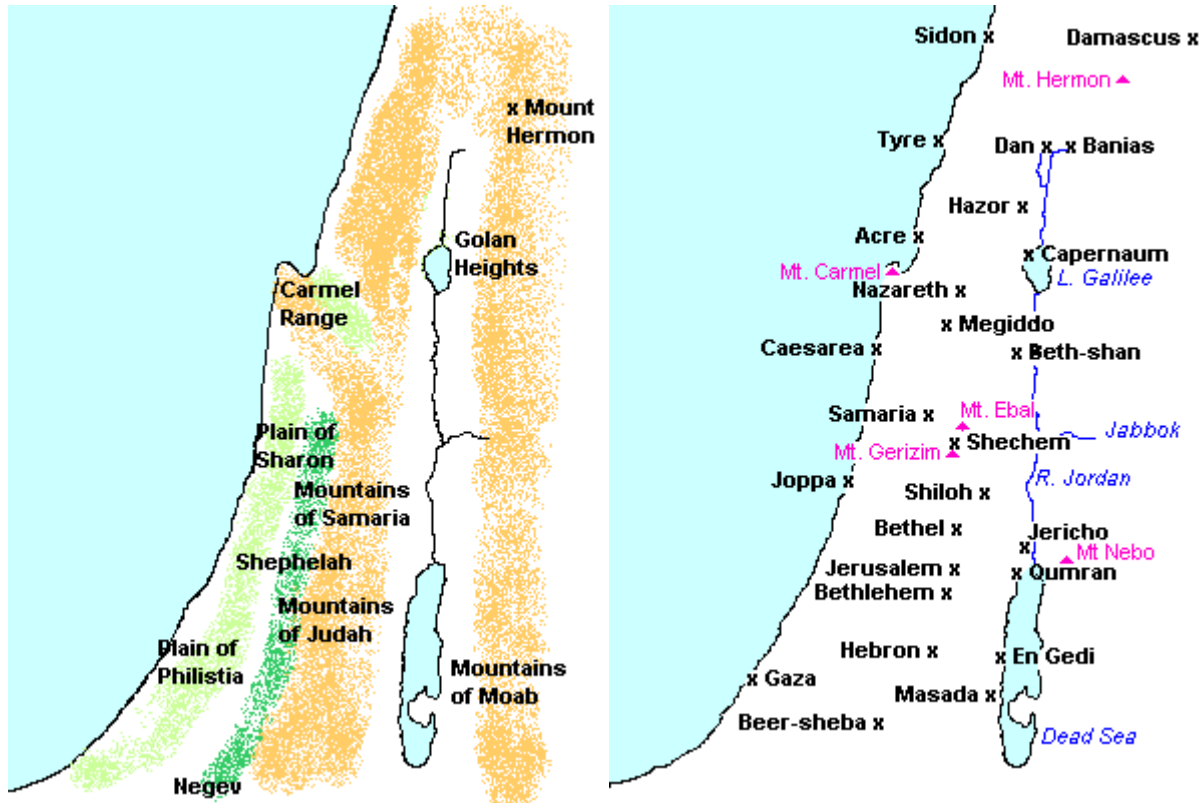 x Mount
Hermon
Golan
Heights
Carmel
Range
Plain of
Sharon
Mountains
of Samaria
Shephelah
Mountains
of Judah
Plain of
Philistia
Mountains
of Moab
Negev
Sidon x
Damascus x
Mt. Hermon
Tyre x
Dan x
x Banias
Hazor x
Acre x
x Capernaum
Mt. Carmel
L. Galilee
Nazareth x
x Megiddo
Caesarea x
x Beth-shan
Samaria x
Mt. Ebal
Jabbok
x Shechem
Mt. Gerizim
Joppa x
R. Jordan
Shiloh x
Bethel x
Jericho
x
Mt Nebo
Jerusalem x
x Qumran
Bethlehem x
Hebron x
x En Gedi
x Gaza
Masada x
Beer-sheba x
Dead Sea